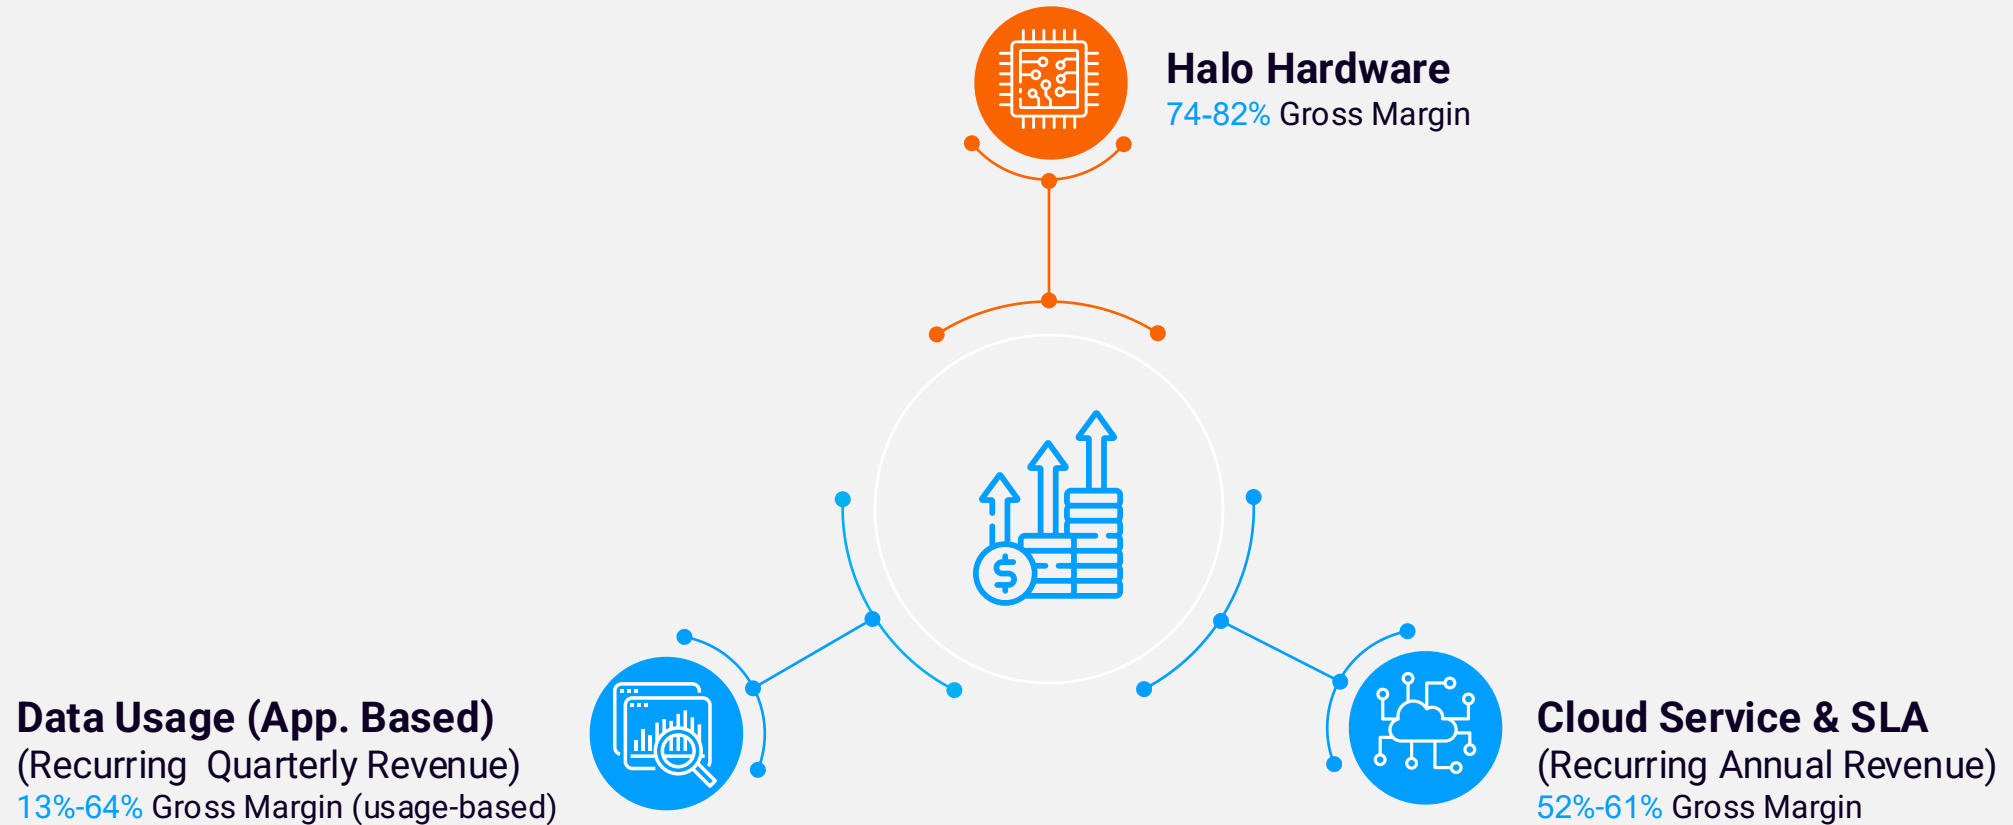 Halo Hardware
74-82% Gross Margin
$
Data Usage (App. Based)
(Recurring Quarterly Revenue)
13%-64% Gross Margin (usage-based)
Cloud Service & SLA
(Recurring Annual Revenue)
52%-61% Gross Margin